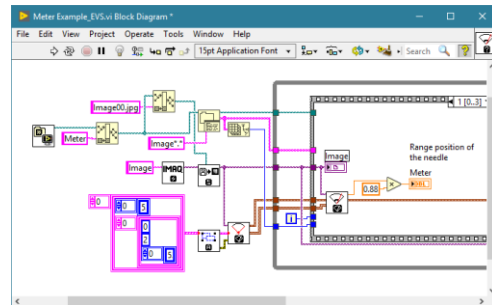 Meter Example_EVS.vi Block Diagram *
File Edit View Project Operate Tools Window Help
15pt Application Font
Search
1 [0..3]
Image00.jpg
Meter
Image*.*
Image
IMAQ
Image
Range position of
the needle
Meter
0.88
DBL
i
0
0
5
0
0
2
0
5